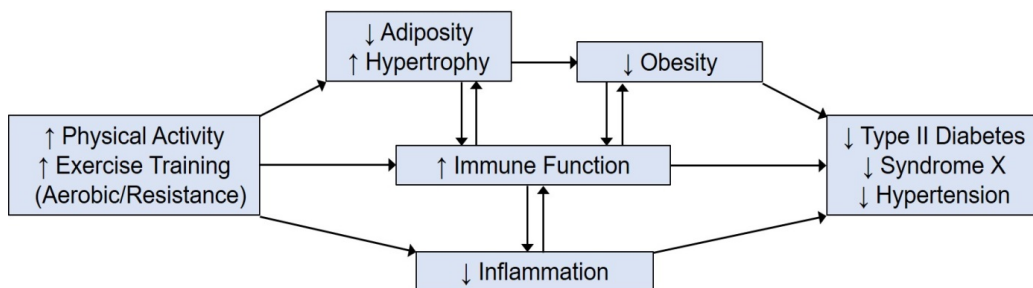 ↓ Adiposity
↑ Hypertrophy
↓ Obesity
↑ Physical Activity
↑ Exercise Training
(Aerobic/Resistance)
↑ Immune Function
↓ Type II Diabetes
↓ Syndrome X
↓ Hypertension
↓ Inflammation